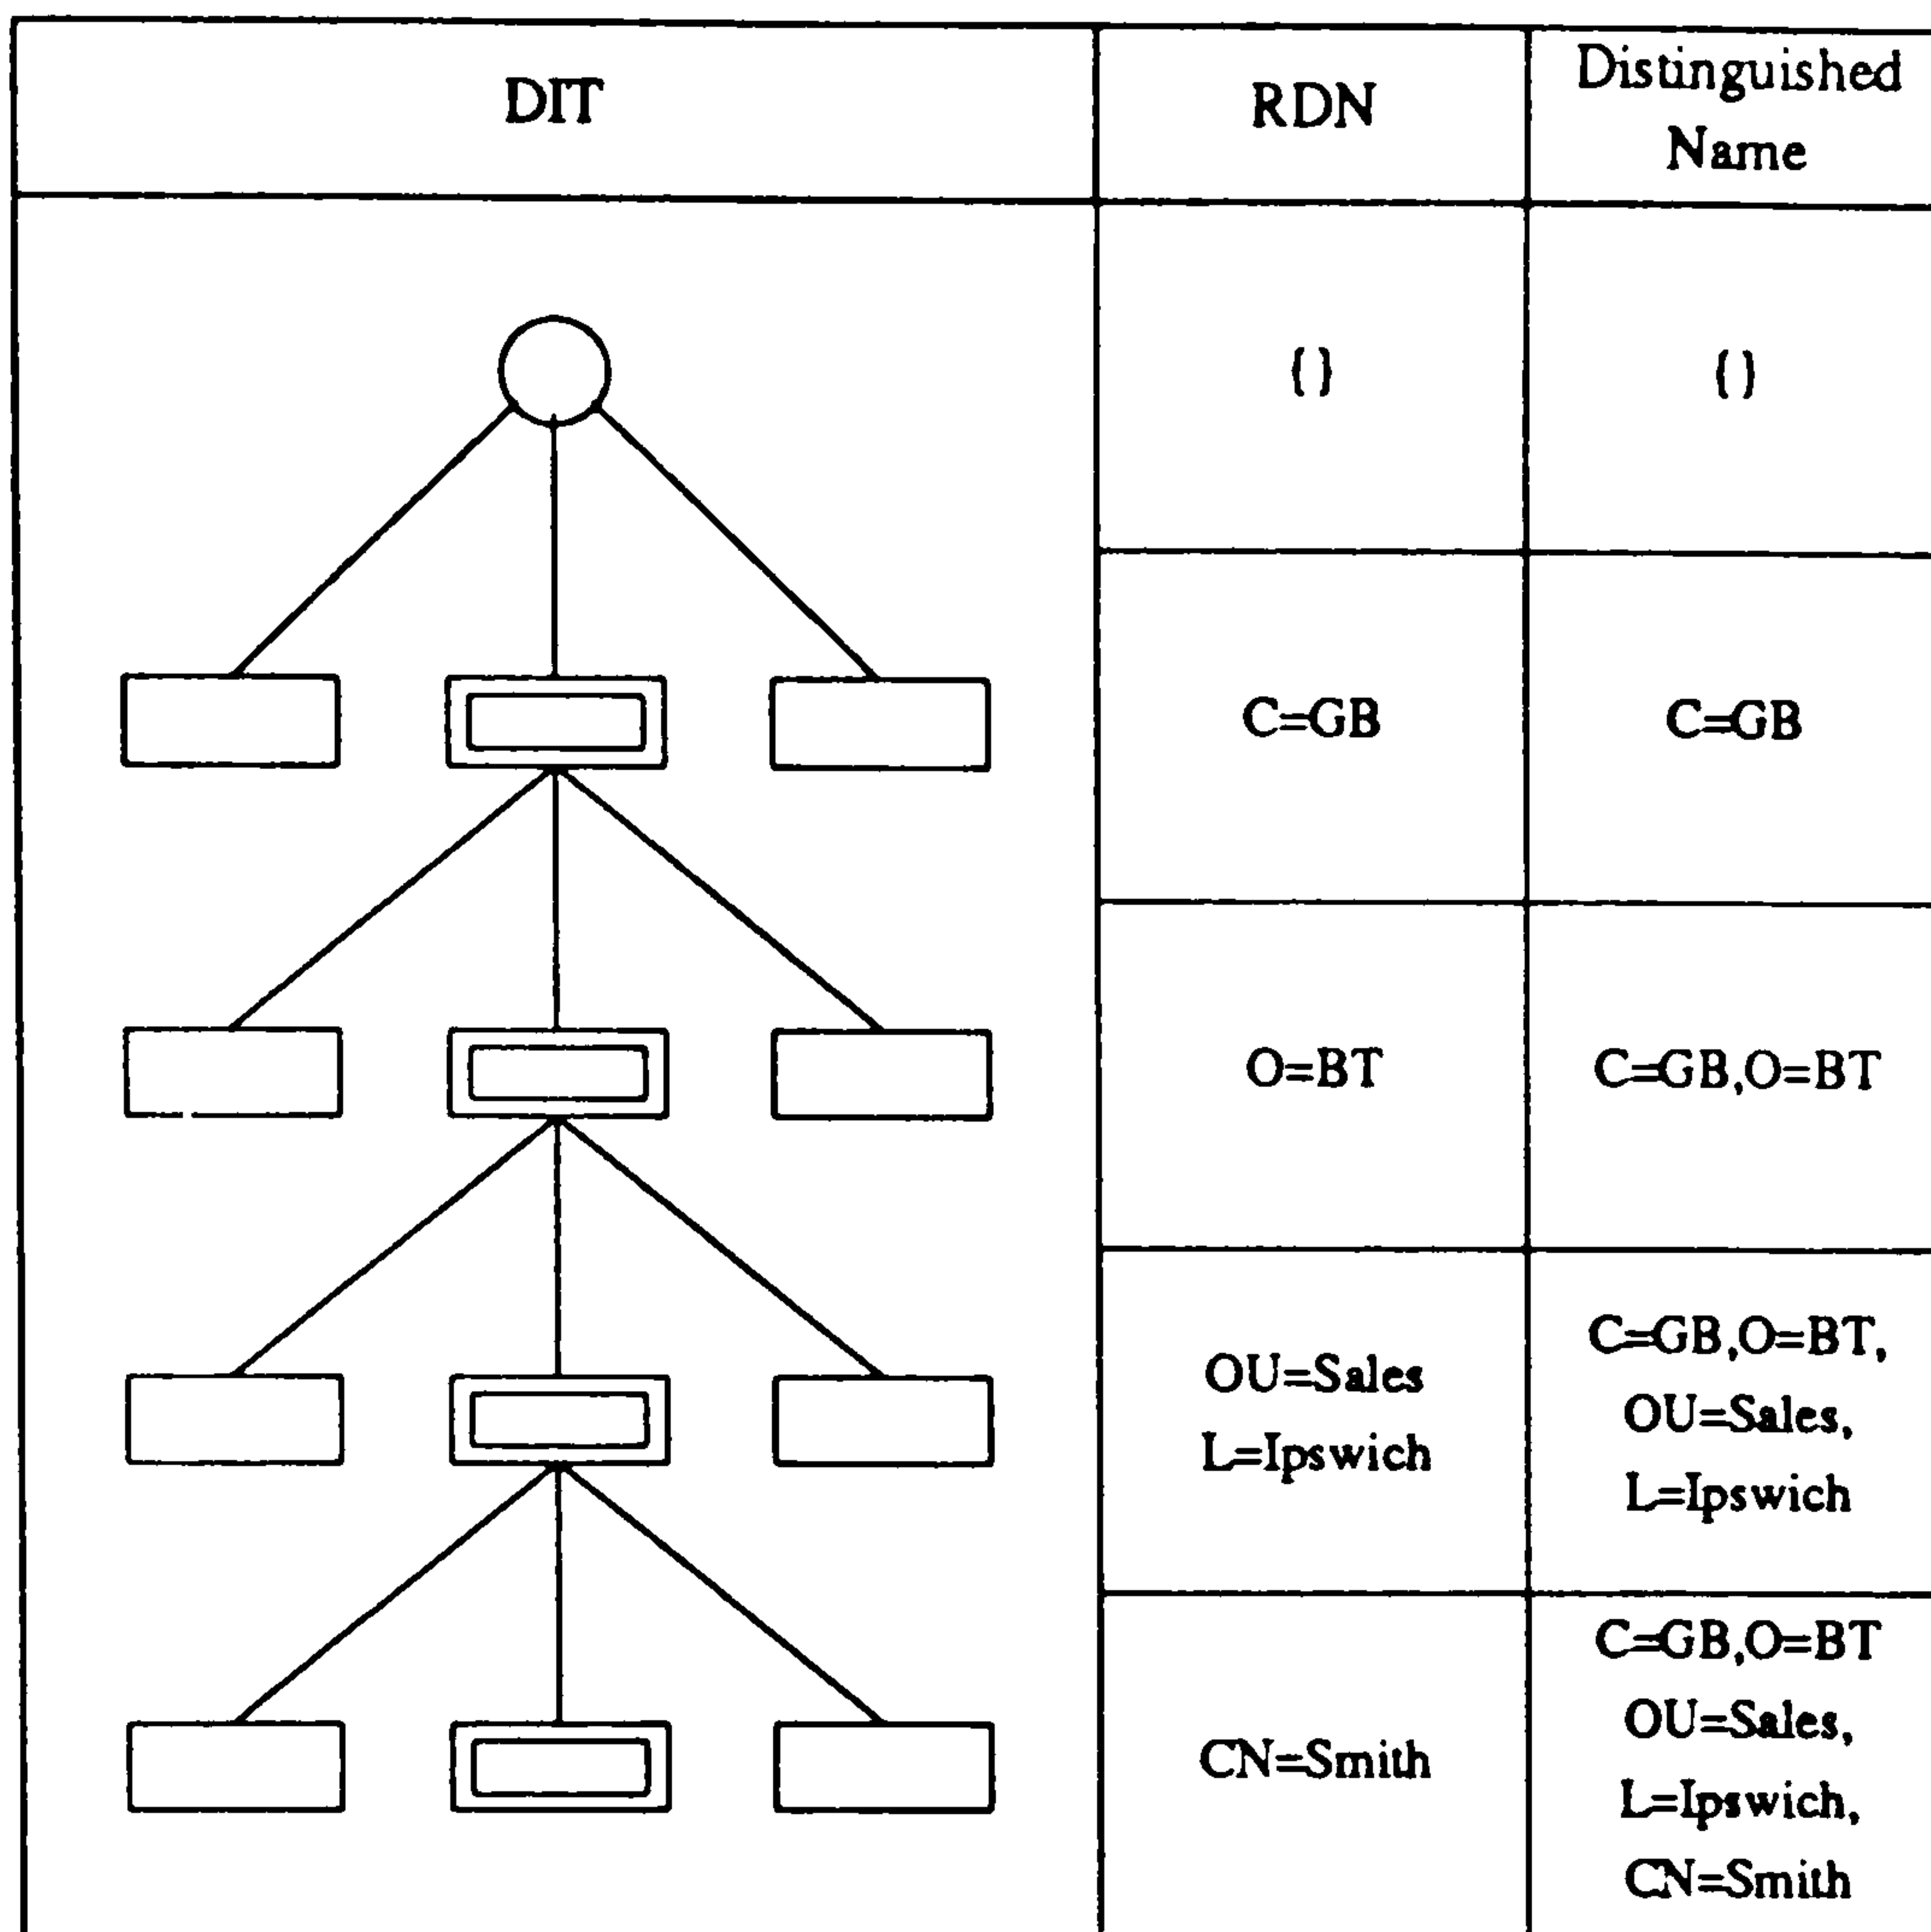 DIT
RDN
Distinguished
Name
{}
{}
C=GB
C=GB
O=BT
C=GB,O=BT
OU=Sales
L=Ipswich
C=GB,O=BT,
OU=Sales,
L=Ipswich
CN=Smith
C=GB,O=BT
OU=Sales,
L=Ipswich,
CN=Smith